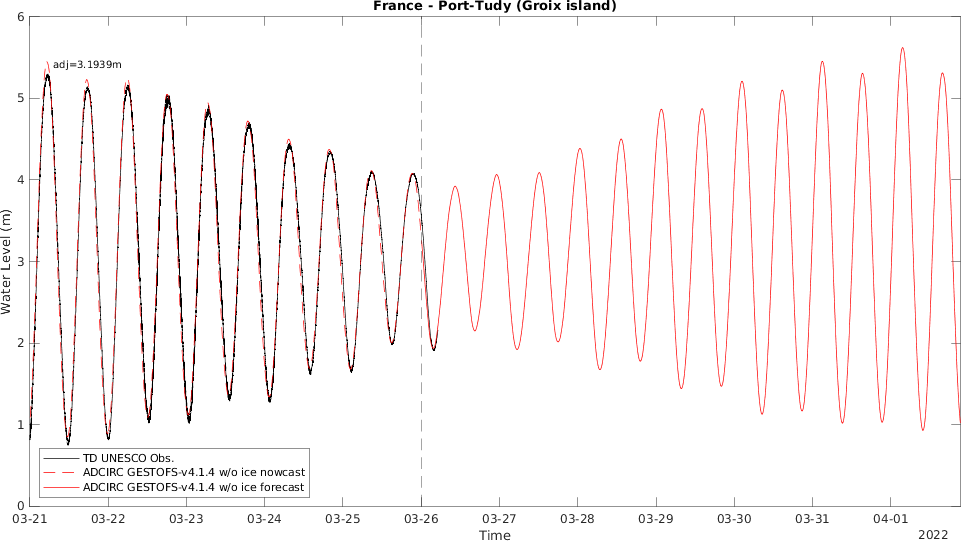 France - Port-Tudy (Groix island)
adj=3.1939m
Water Level (m)
6
5
4
3
2
1
0
TD UNESCO Obs.
ADCIRC GESTOFS-v4.1.4 w/o ice nowcast
ADCIRC GESTOFS-v4.1.4 w/o ice forecast
03-21 03-22 03-23 03-24 03-25 03-26 03-27 03-28 03-29 03-30 03-31 04-01
Time
2022